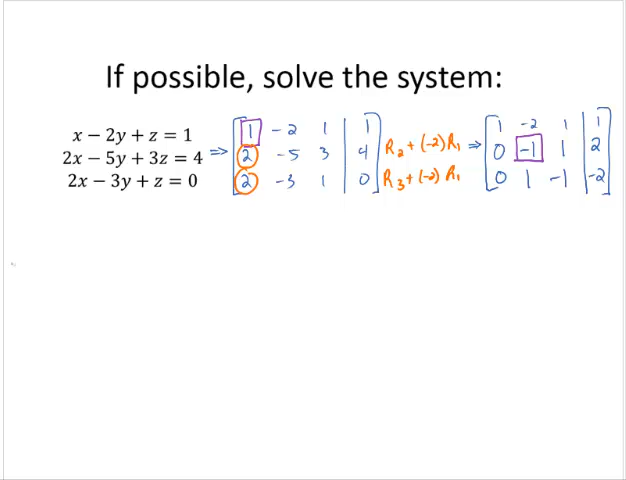 If possible, solve the system:
x − 2y + z = 1
2x − 5y + 3z = 4
2x − 3y + z = 0
⇒
1 -2 1 | 1
2 -5 3 | 4
2 -3 1 | 0
R2 + (-2) R1
R3 + (-2) R1
⇒
1 -2 1 | 1
0 -1 1 | 2
0 1 -1 | -2